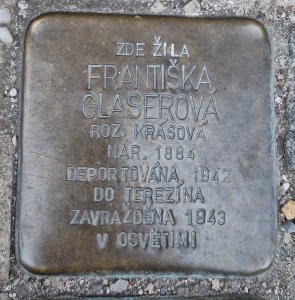 ZDE ŽILA
FRANTIŠKA
GLASEROVÁ
ROZ. KRÁSOVÁ
NAR. 1884
DEPORTOVÁNA 1942
DO TEREZÍNA
ZAVRAŽDĚNA 1943
V OSVĚTIMI